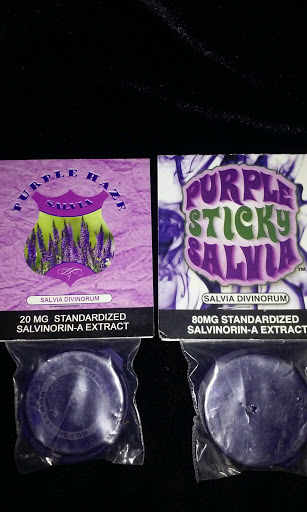 PURPLE HAZE
SALVIA
SALVIA DIVINORUM
20 MG STANDARDIZED
SALVINORIN-A EXTRACT
PURPLE
STICKY
SALVIA
TM
SALVIA DIVINORUM
80MG STANDARDIZED
SALVINORIN-A EXTRACT